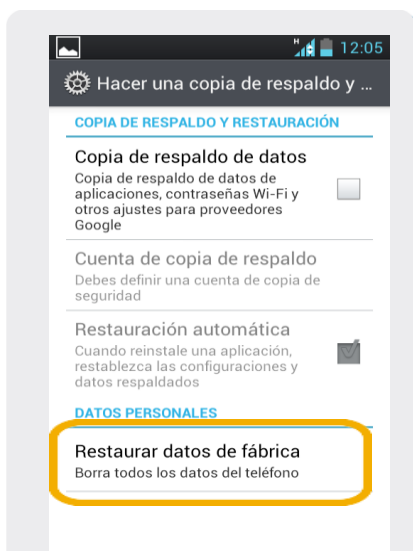 H 12:05
Hacer una copia de respaldo y ...
COPIA DE RESPALDO Y RESTAURACIÓN
Copia de respaldo de datos
Copia de respaldo de datos de
aplicaciones, contraseñas Wi-Fi y
otros ajustes para proveedores
Google
Cuenta de copia de respaldo
Debes definir una cuenta de copia de
seguridad
Restauración automática
Cuando reinstale una aplicación,
restablezca las configuraciones y
datos respaldados
DATOS PERSONALES
Restaurar datos de fábrica
Borra todos los datos del teléfono